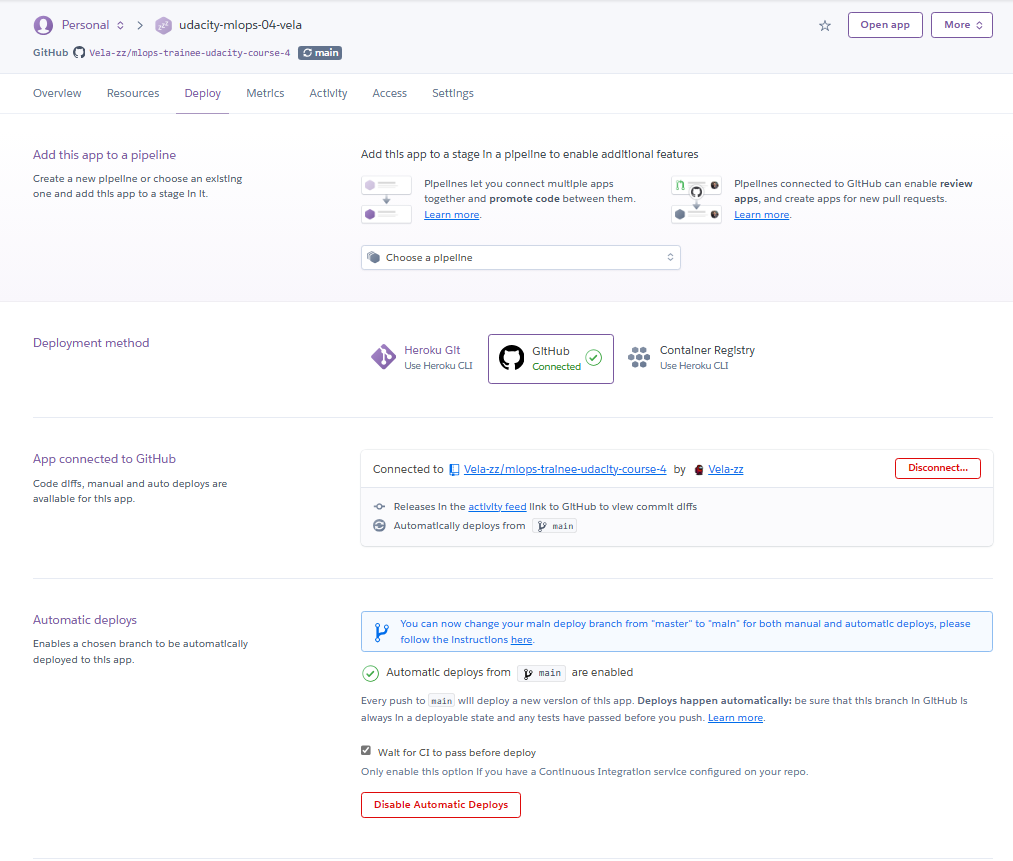 Personal udacity-mlops-04-vela Open app More
GitHub Vela-zz/mlops-trainee-udacity-course-4 main
Overview Resources Deploy Metrics Activity Access Settings
Add this app to a pipeline
Create a new pipeline or choose an existing
one and add this app to a stage in it.
Add this app to a stage in a pipeline to enable additional features
Pipelines let you connect multiple apps
together and promote code between them.
Learn more.
Pipelines connected to GitHub can enable review
apps, and create apps for new pull requests.
Learn more.
Choose a pipeline
Deployment method
Heroku Git
Use Heroku CLI
GitHub
Connected
Container Registry
Use Heroku CLI
App connected to GitHub
Code diffs, manual and auto deploys are
available for this app.
Connected to Vela-zz/mlops-trainee-udacity-course-4 by Vela-zz Disconnect...
Releases in the activity feed link to GitHub to view commit diffs
Automatically deploys from main
Automatic deploys
Enables a chosen branch to be automatically
deployed to this app.
You can now change your main deploy branch from "master" to "main" for both manual and automatic deploys, please
follow the instructions here.
Automatic deploys from main are enabled
Every push to main will deploy a new version of this app. Deploys happen automatically: be sure that this branch in GitHub is
always in a deployable state and any tests have passed before you push. Learn more.
Wait for CI to pass before deploy
Only enable this option if you have a Continuous Integration service configured on your repo.
Disable Automatic Deploys